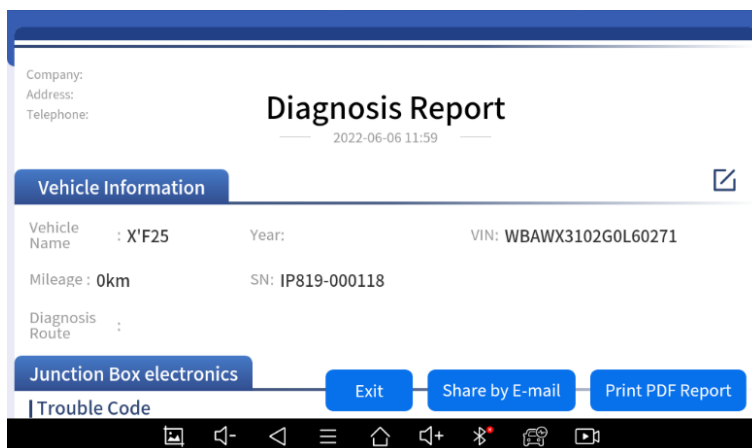 Company:
Address:
Telephone:
Diagnosis Report
2022-06-06 11:59
Vehicle Information
Vehicle Name : X'F25 Year: VIN: WBAWX3102G0L60271
Mileage : 0km SN: IP819-000118
Diagnosis Route :
Junction Box electronics
Exit Share by E-mail Print PDF Report
Trouble Code